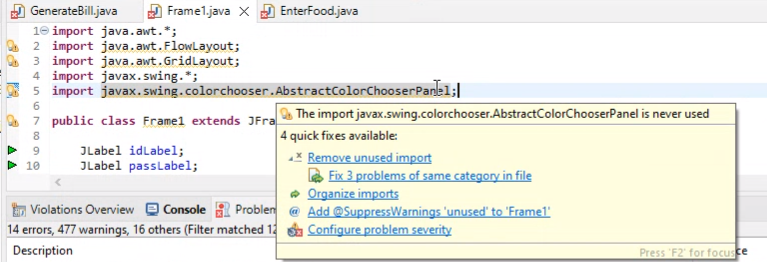 GenerateBill.java Frame1.java EnterFood.java
1 import java.awt.*;
2 import java.awt.FlowLayout;
3 import java.awt.GridLayout;
4 import javax.swing.*;
5 import javax.swing.colorchooser.AbstractColorChooserPanel;
6
7 public class Frame1 extends JFra
The import javax.swing.colorchooser.AbstractColorChooserPanel is never used
4 quick fixes available:
Remove unused import
Fix 3 problems of same category in file
Organize imports
Add @SuppressWarnings 'unused' to 'Frame1'
Configure problem severity
Press 'F2' for focus
8
9 JLabel idLabel;
10 JLabel passLabel;
Violations Overview Console Problem
14 errors, 477 warnings, 16 others (Filter matched 12
Description
ce